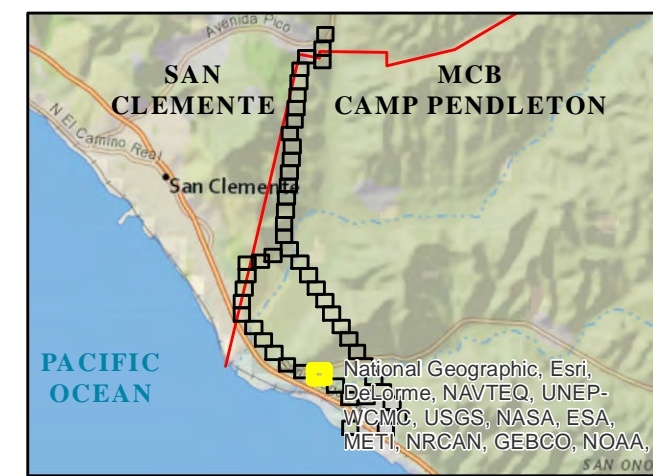 Avenida Pico
SAN
CLEMENTE
MCB
CAMP PENDLETON
N El Camino Real
San Clemente
PACIFIC
OCEAN
National Geographic, Esri,
DeLorme, NAVTEQ, UNEP-
WCMC, USGS, NASA, ESA,
METI, NRCAN, GEBCO, NOAA,
SAN ONO